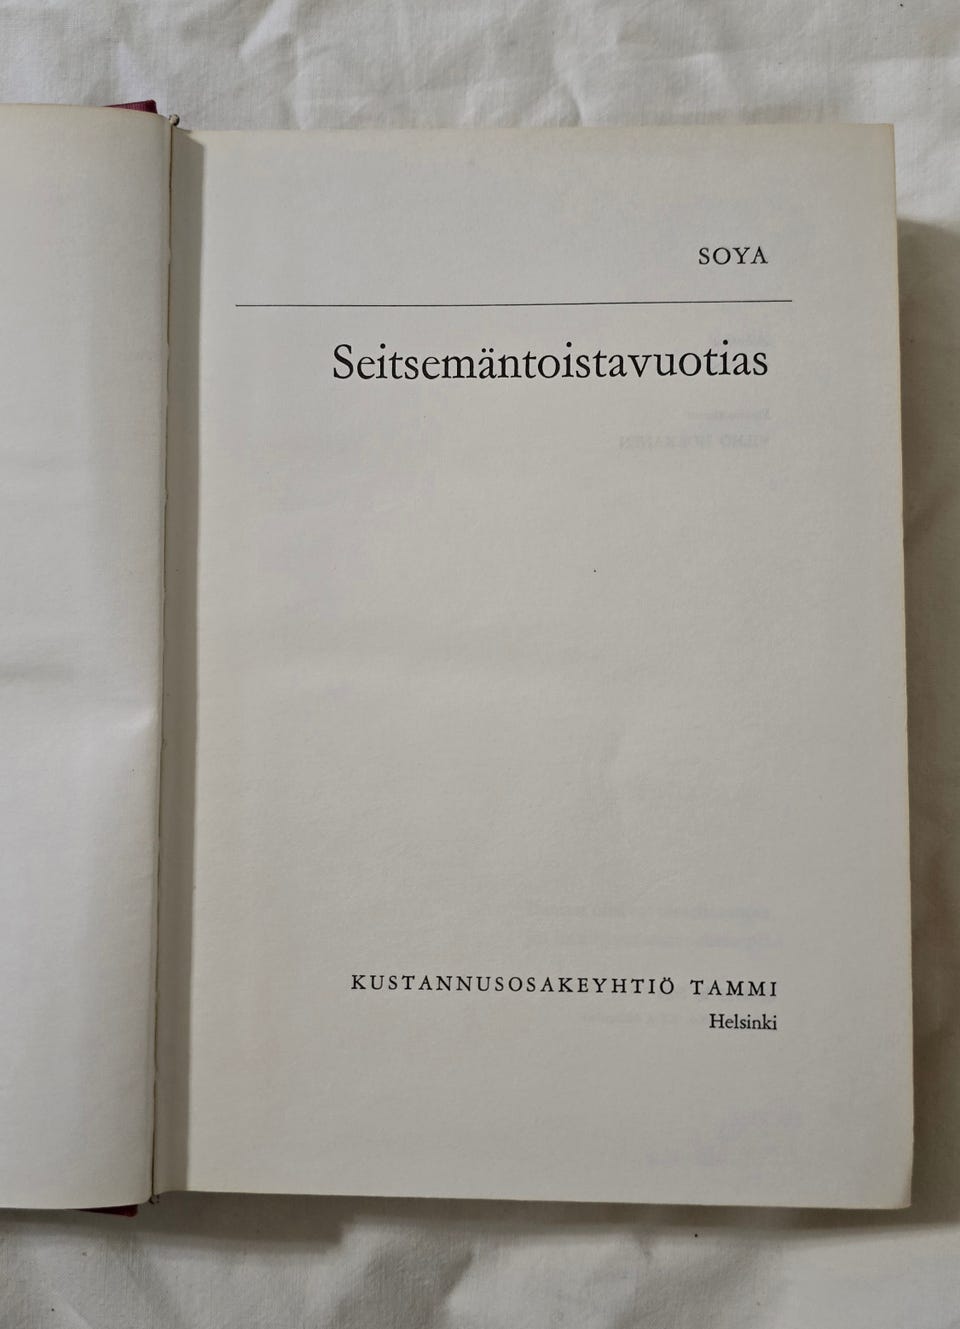 SOYA
Seitsemäntoistavuotias
KUSTANNUSOSAKEYHTIÖ TAMMI
Helsinki